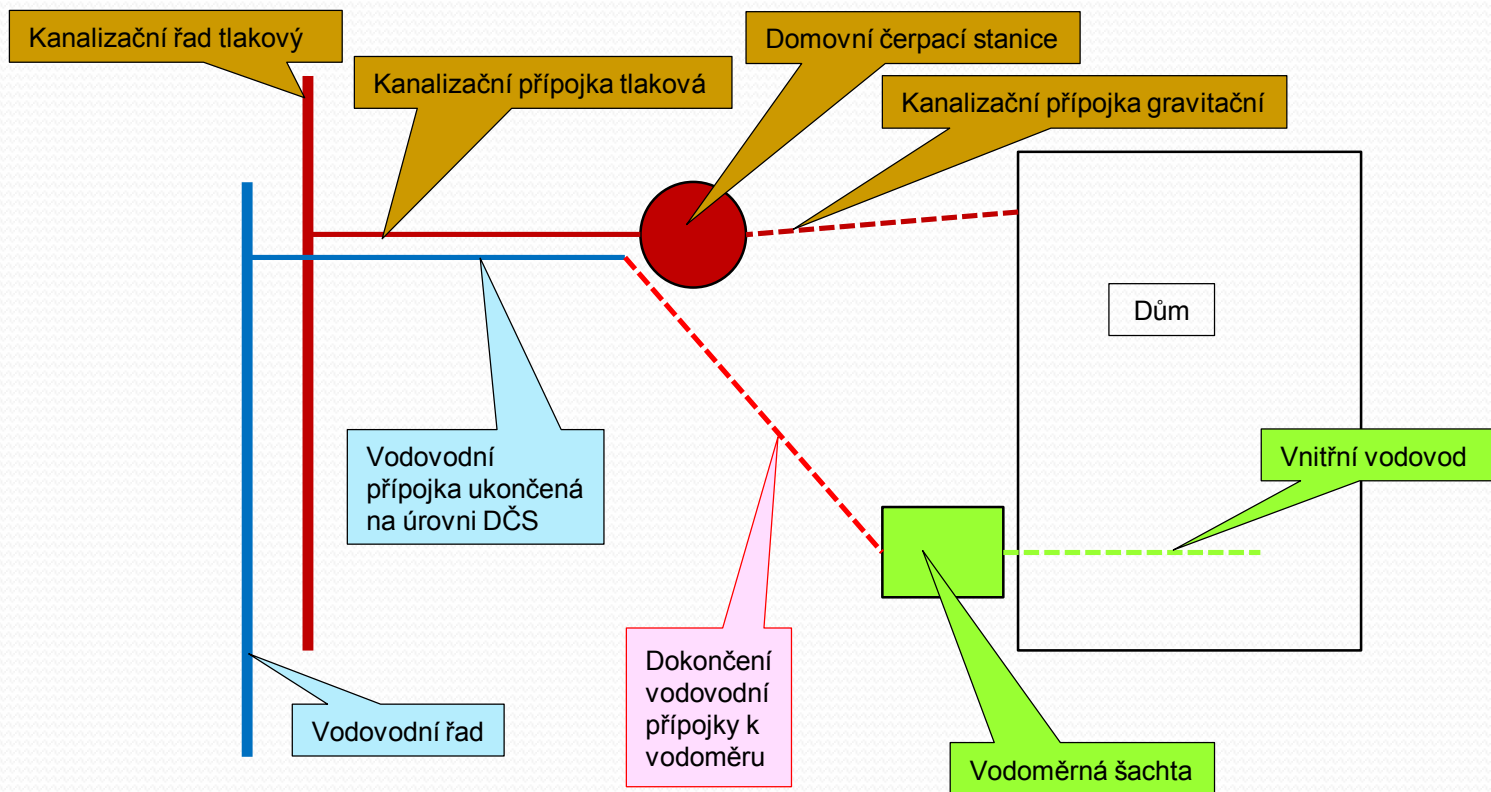 Kanalizační řad tlakový
Domovní čerpací stanice
Kanalizační přípojka tlaková
Kanalizační přípojka gravitační
Dům
Vodovodní
přípojka ukončená
na úrovni DČS
Vnitřní vodovod
Dokončení
vodovodní
přípojky k
vodoměru
Vodovodní řad
Vodoměrná šachta